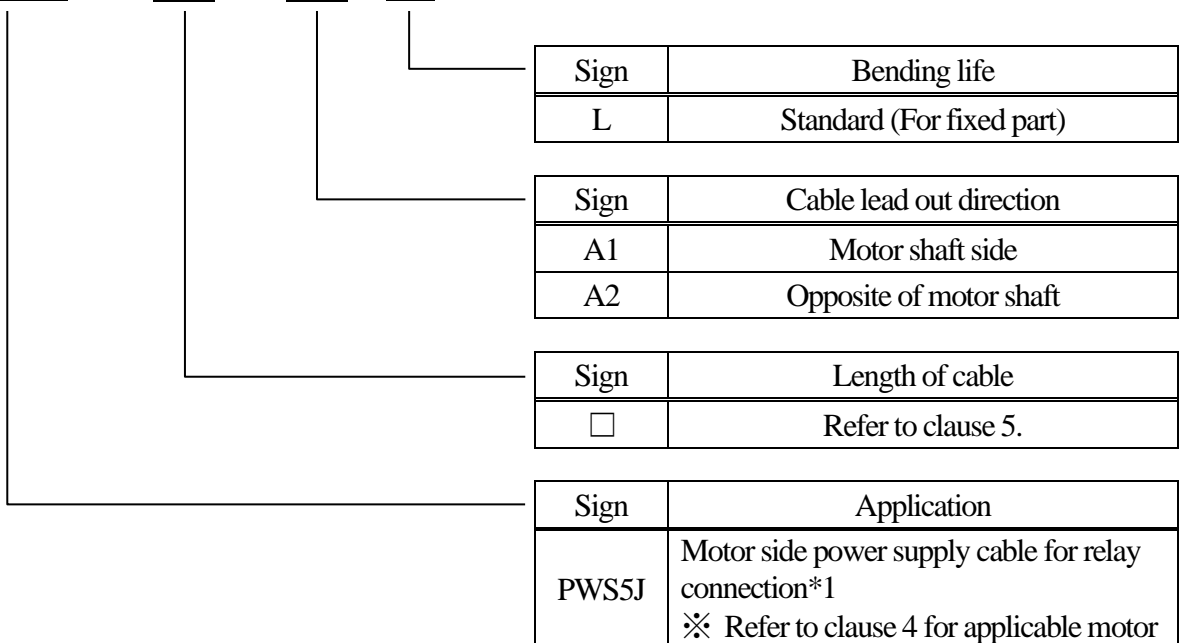 Sign Bending life
L Standard (For fixed part)
Sign Cable lead out direction
A1 Motor shaft side
A2 Opposite of motor shaft
Sign Length of cable
□ Refer to clause 5.
Sign Application
PWS5J Motor side power supply cable for relay
connection*1
※ Refer to clause 4 for applicable motor